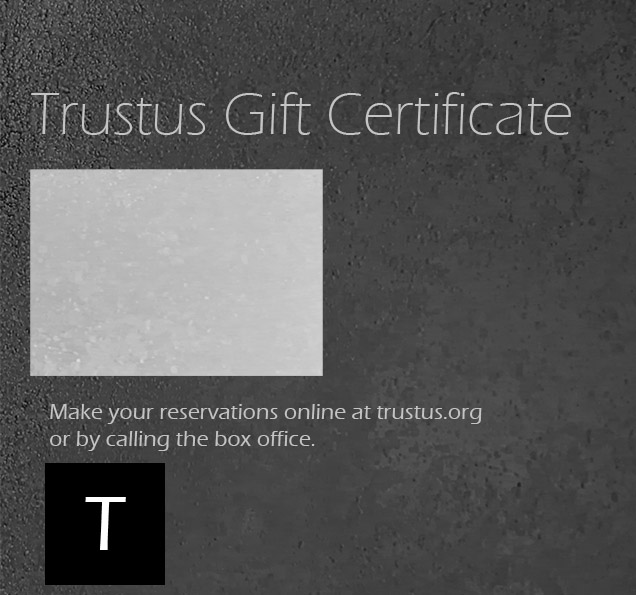 Trustus Gift Certificate
Make your reservations online at trustus.org
or by calling the box office.
T